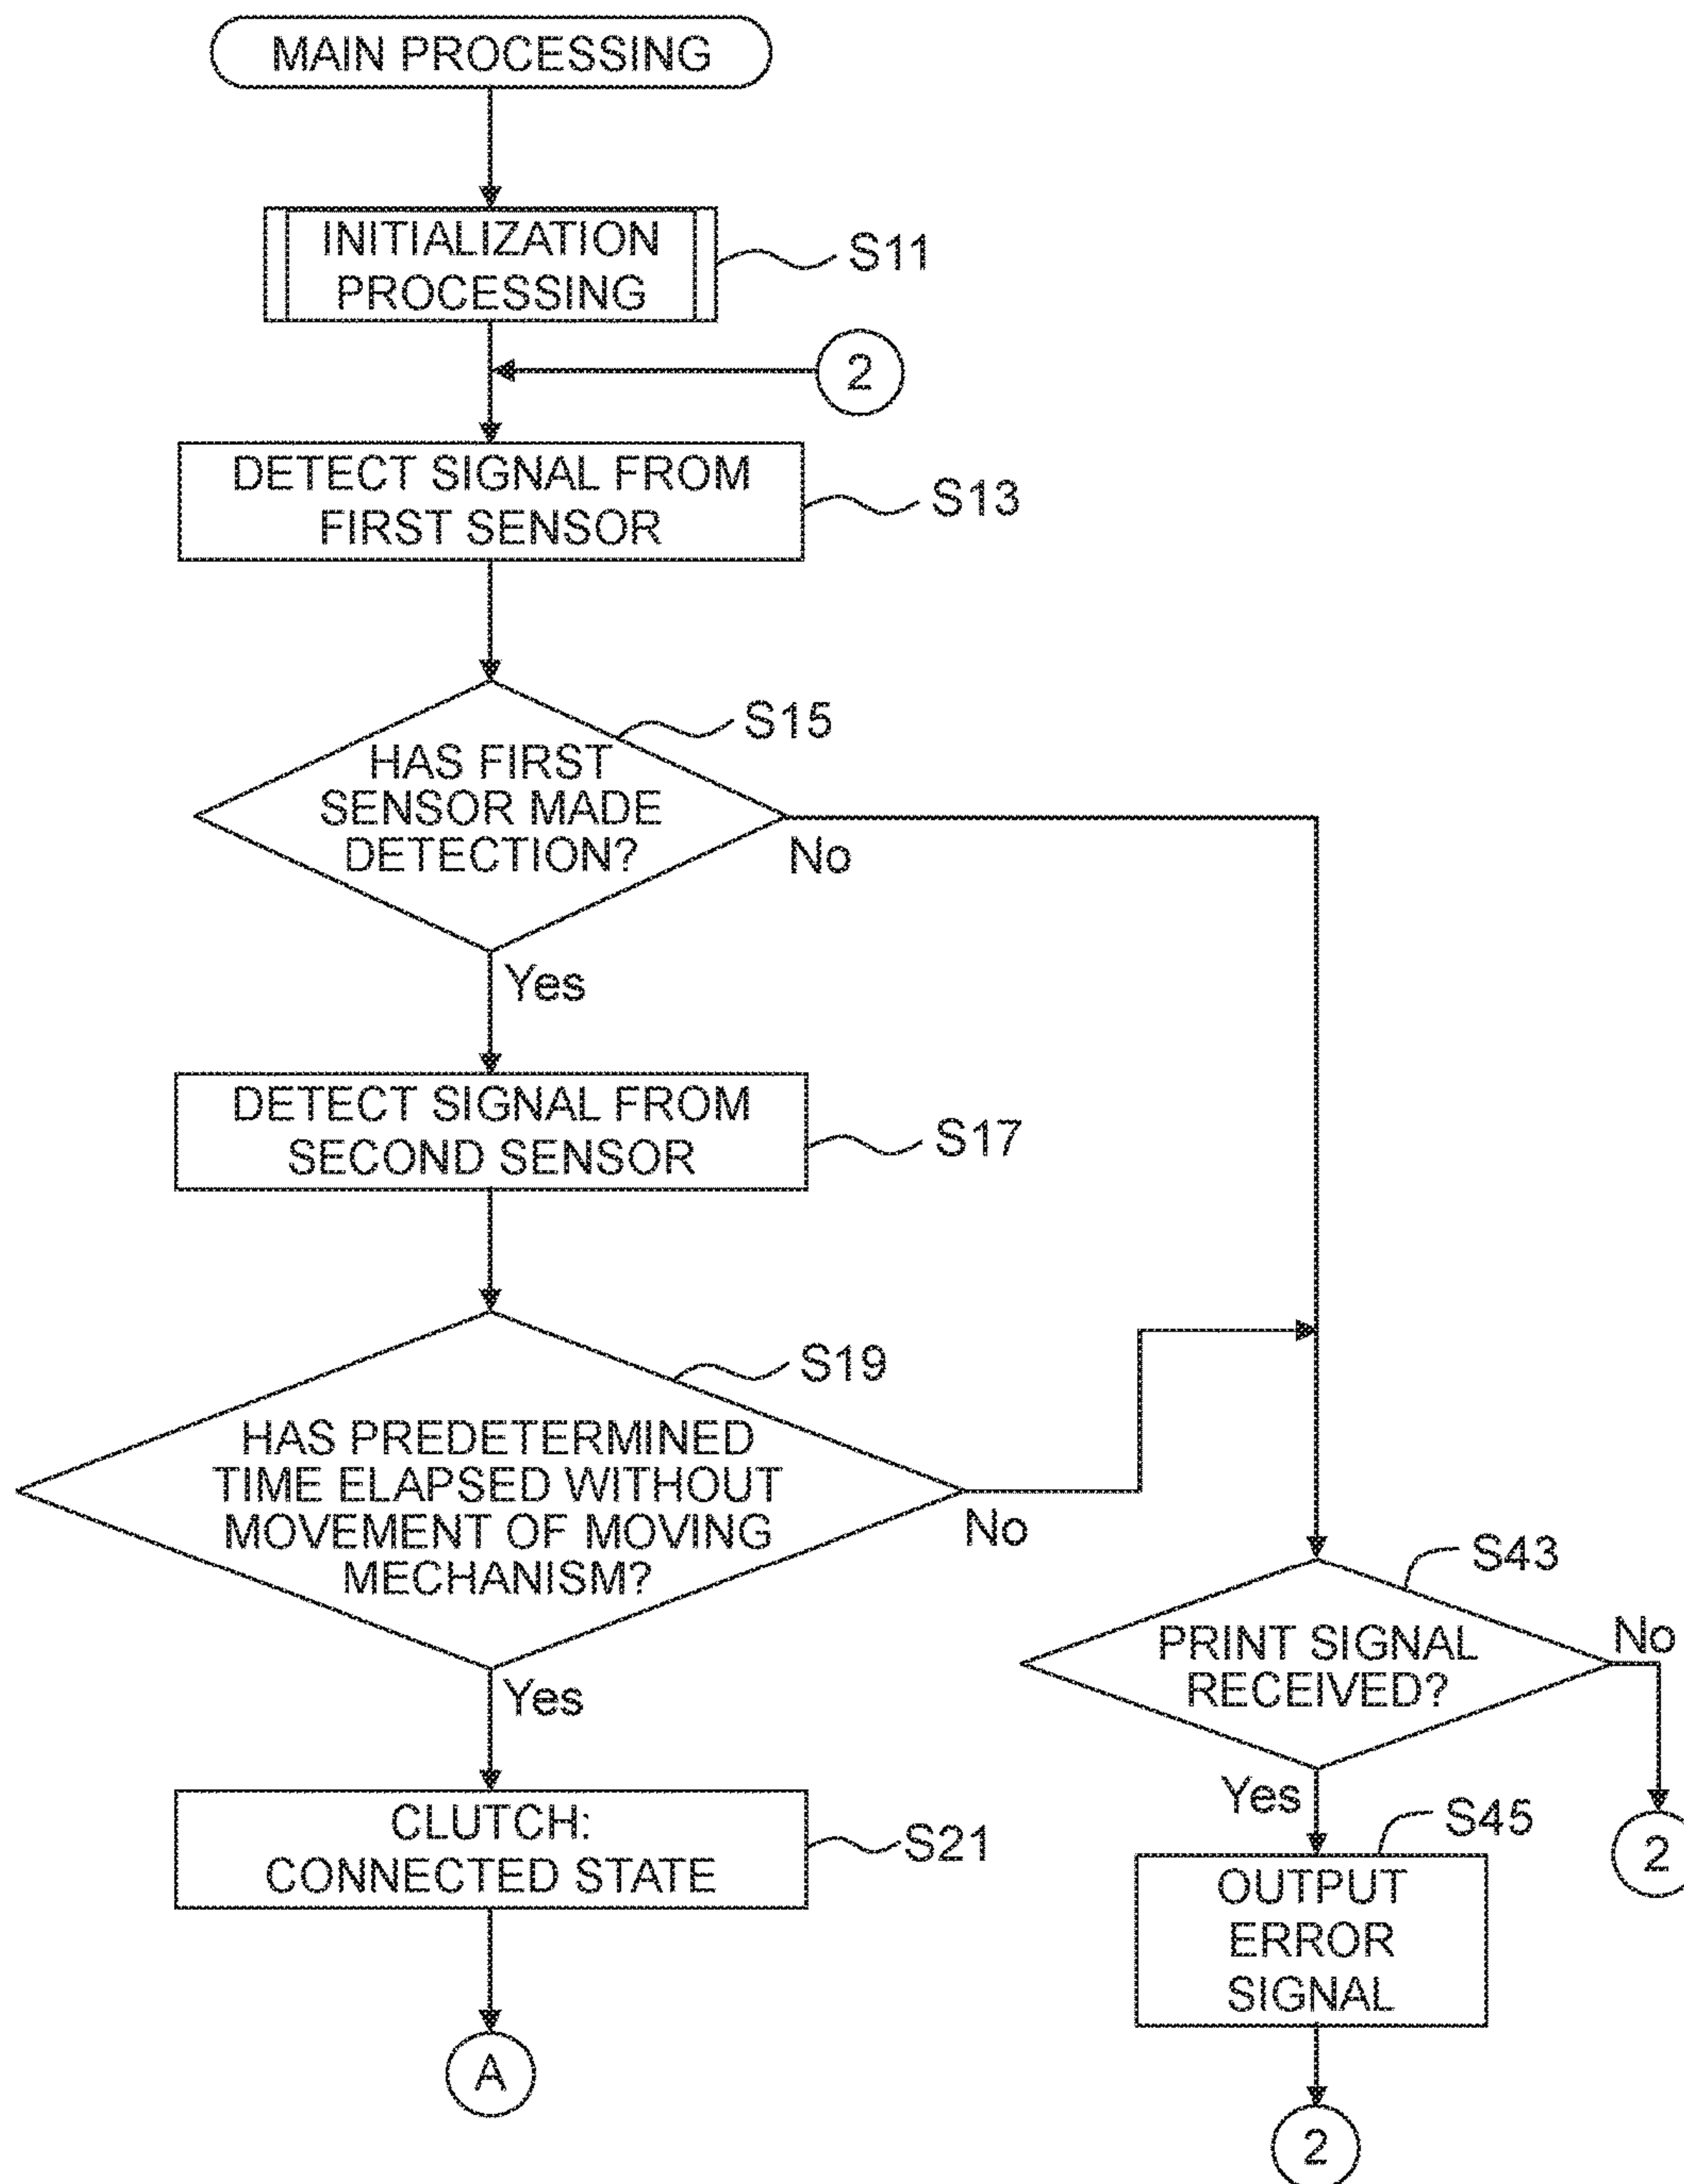 MAIN PROCESSING
INITIALIZATION
PROCESSING
S11
2
DETECT SIGNAL FROM
FIRST SENSOR
S13
S15
HAS FIRST
SENSOR MADE
DETECTION?
No
Yes
DETECT SIGNAL FROM
SECOND SENSOR
S17
S19
HAS PREDETERMINED
TIME ELAPSED WITHOUT
MOVEMENT OF MOVING
MECHANISM?
No
Yes
CLUTCH:
CONNECTED STATE
S21
A
S43
PRINT SIGNAL
RECEIVED?
No
2
Yes
S45
OUTPUT
ERROR
SIGNAL
2